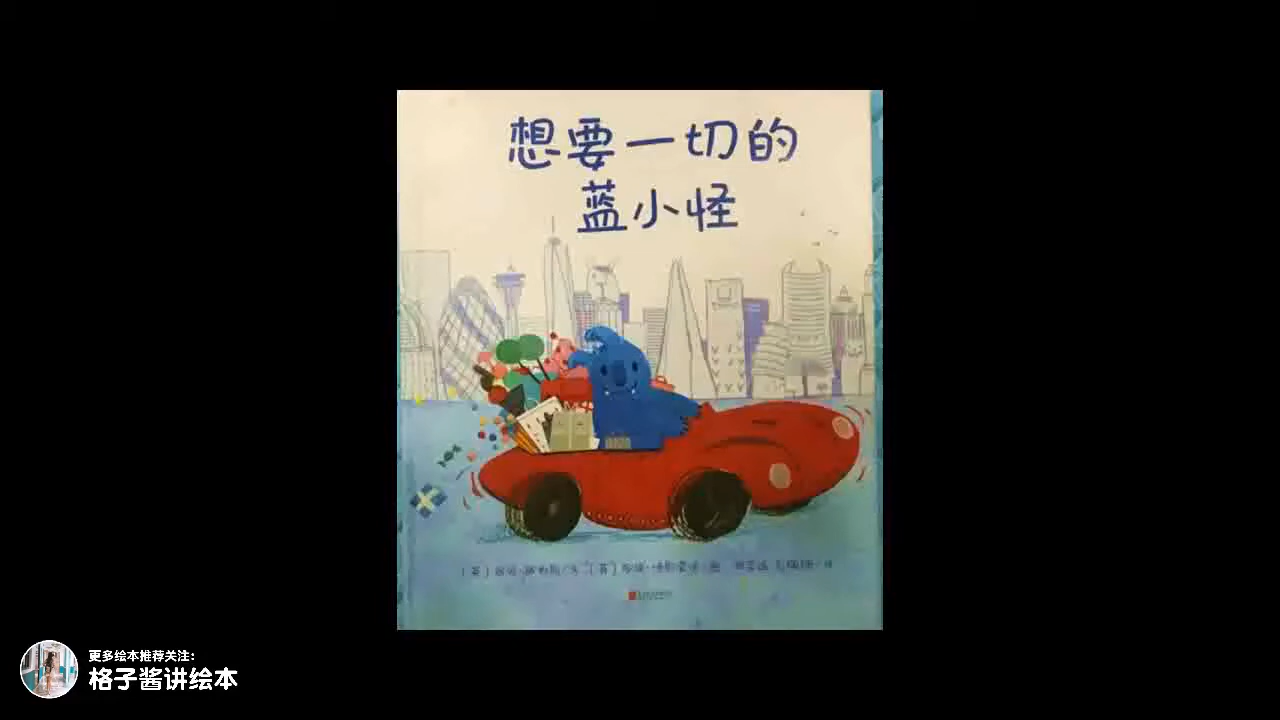 想要一切的
蓝小怪
更多绘本推荐关注:
格子酱讲绘本